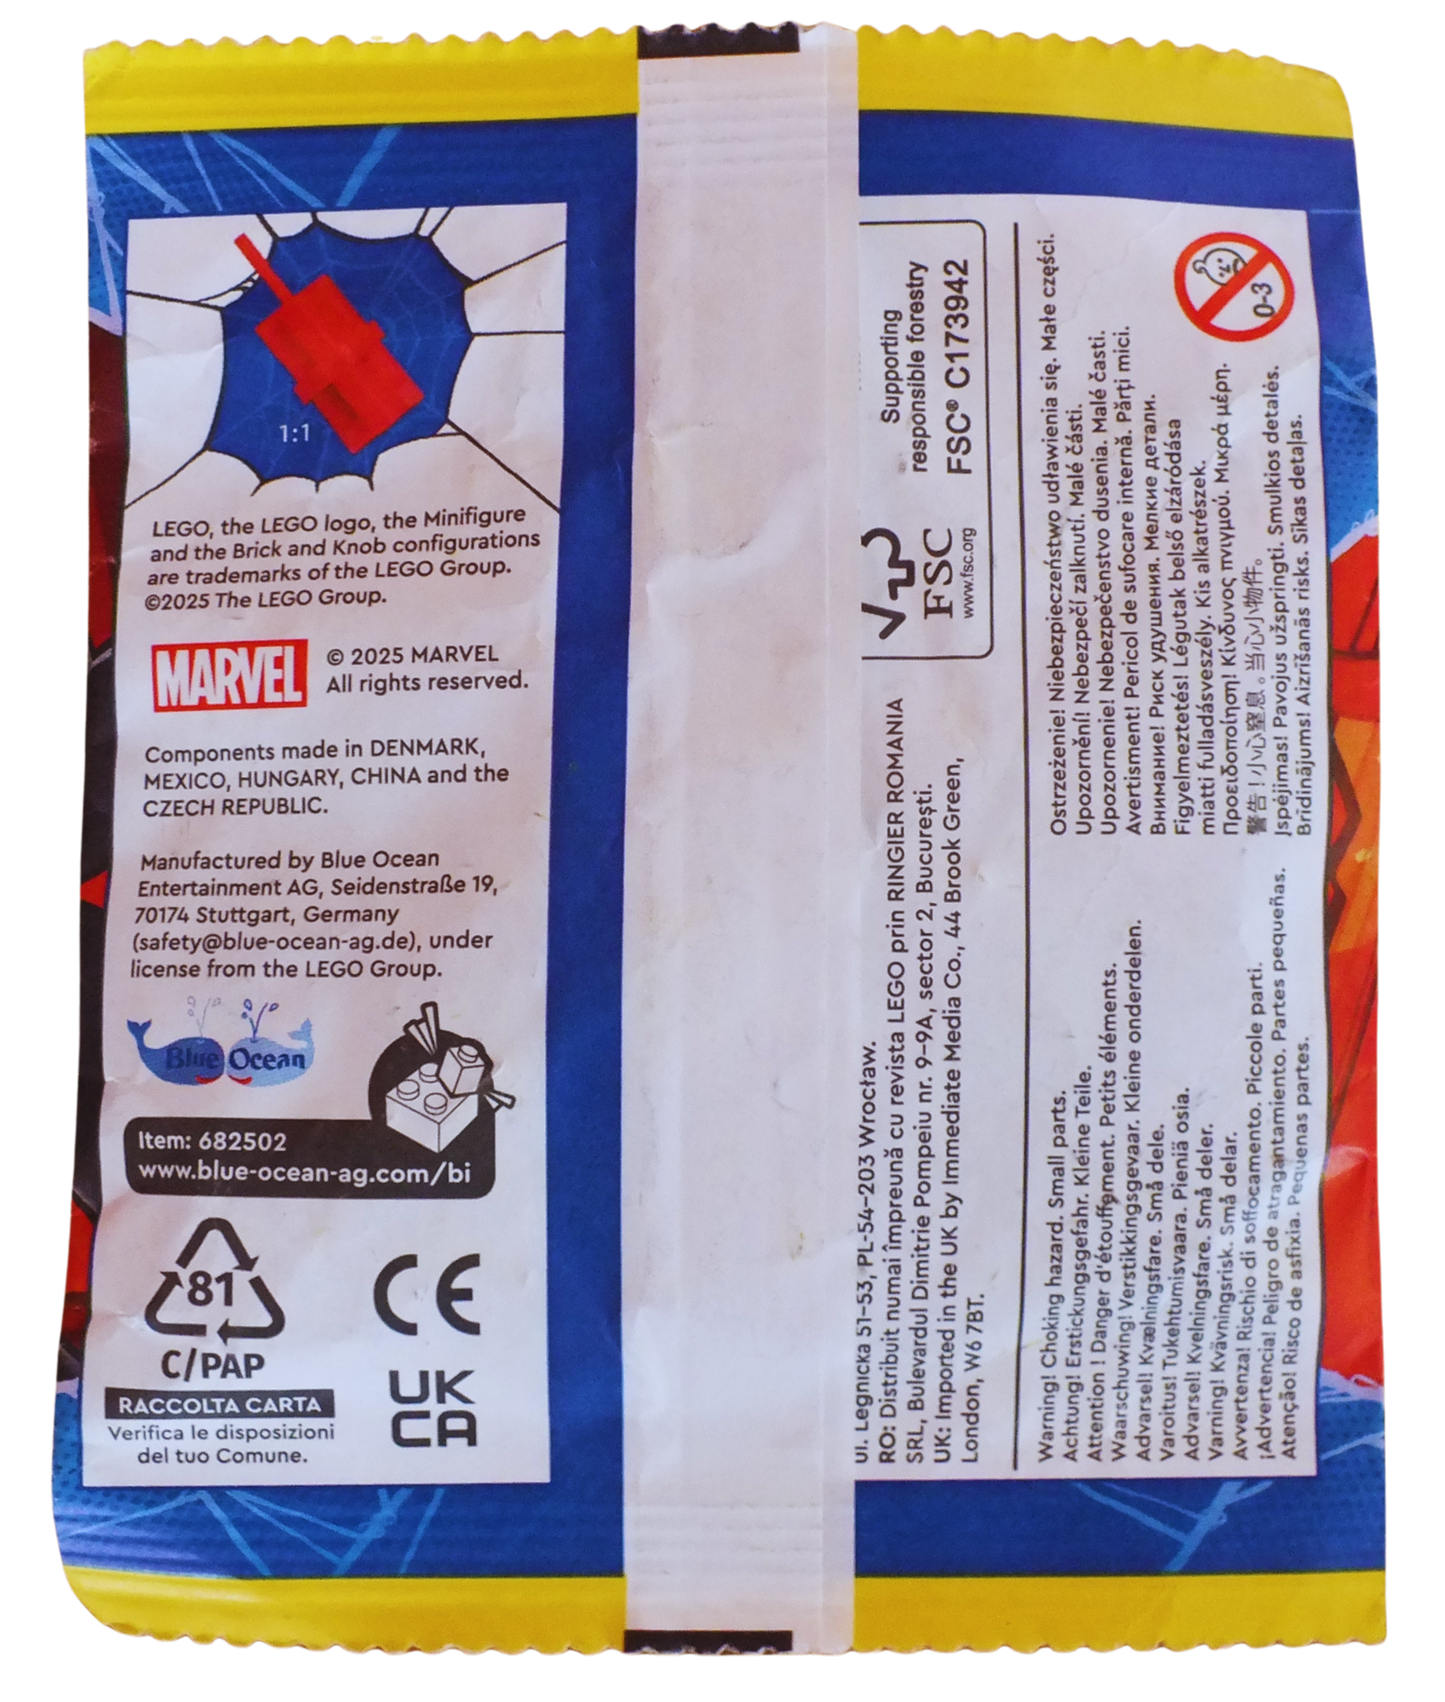 1:1
LEGO, the LEGO logo, the Minifigure
and the Brick and Knob configurations
are trademarks of the LEGO Group.
©2025 The LEGO Group.
MARVEL
© 2025 MARVEL
All rights reserved.
Components made in DENMARK,
MEXICO, HUNGARY, CHINA and the
CZECH REPUBLIC.
Manufactured by Blue Ocean
Entertainment AG, Seidenstraße 19,
70174 Stuttgart, Germany
(safety@blue-ocean-ag.de), under
license from the LEGO Group.
Blue Ocean
Item: 682502
www.blue-ocean-ag.com/bi
81
C/PAP
RACCOLTA CARTA
Verifica le disposizioni
del tuo Comune.
CE
UK
CA
Ul. Legnicka 51-53, PL-54-203 Wrocław.
RO: Distribuit numai împreună cu revista LEGO prin RINGIER ROMANIA
SRL, Bulevardul Dimitrie Pompeiu nr. 9-9A, sector 2, București.
UK: Imported in the UK by Immediate Media Co., 44 Brook Green,
London, W6 7BT.
FSC
www.fsc.org
Supporting
responsible forestry
FSC® C173942
Warning! Choking hazard. Small parts.
Achtung! Erstickungsgefahr. Kleine Teile.
Attention ! Danger d'étouffement. Petits éléments.
Waarschuwing! Verstikkingsgevaar. Kleine onderdelen.
Advarsel! Kvælningsfare. Små dele.
Varoitus! Tukehtumisvaara. Pieniä osia.
Advarsel! Kvelningsfare. Små deler.
Varning! Kvävningsrisk. Små delar.
Avvertenza! Rischio di soffocamento. Piccole parti.
¡Advertencia! Peligro de atragantamiento. Partes pequeñas.
Atenção! Risco de asfixia. Pequenas partes.
Ostrzeżenie! Niebezpieczeństwo udławienia się. Małe części.
Upozornění! Nebezpečí zalknutí. Malé části.
Upozornenie! Nebezpečenstvo dusenia. Malé časti.
Avertisment! Pericol de sufocare internă. Părți mici.
Внимание! Риск удушения. Мелкие детали.
Figyelmeztetés! Légutak belső elzáródása
miatti fulladásveszély. Kis alkatrészek.
Προειδοποίηση! Κίνδυνος πνιγμού. Μικρά μέρη.
警告！小心窒息。当心小物件。
Įspėjimas! Pavojus užspringti. Smulkios detalės.
Brīdinājums! Aizrīšanās risks. Sīkas detaļas.
0-3